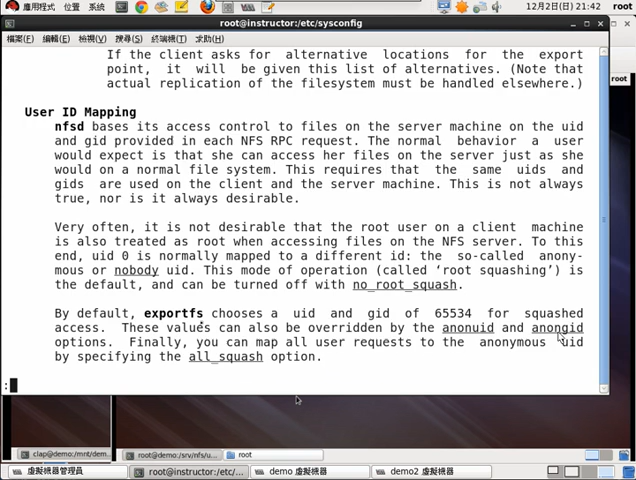 應用程式 位置 系統 12月2日(日) 21:42
root@instructor:/etc/sysconfig
檔案(F) 編輯(E) 檢視(V) 搜尋(S) 終端機(T) 求助(H)
If the client asks for alternative locations for the export
point, it will be given this list of alternatives. (Note that
actual replication of the filesystem must be handled elsewhere.)
root
User ID Mapping
nfsd bases its access control to files on the server machine on the uid
and gid provided in each NFS RPC request. The normal behavior a user
would expect is that she can access her files on the server just as she
would on a normal file system. This requires that the same uids and
gids are used on the client and the server machine. This is not always
true, nor is it always desirable.
Very often, it is not desirable that the root user on a client machine
is also treated as root when accessing files on the NFS server. To this
end, uid 0 is normally mapped to a different id: the so-called anony-
mous or nobody uid. This mode of operation (called 'root squashing') is
the default, and can be turned off with no_root_squash.
By default, exportfs chooses a uid and gid of 65534 for squashed
access. These values can also be overridden by the anonuid and anongid
options. Finally, you can map all user requests to the anonymous uid
by specifying the all_squash option.
:
clap@demo:/mnt/dem... root@demo:/srv/nfs/u... root
虛擬機器管理員 root@instructor:/etc/... demo 虛擬機器 demo2 虛擬機器